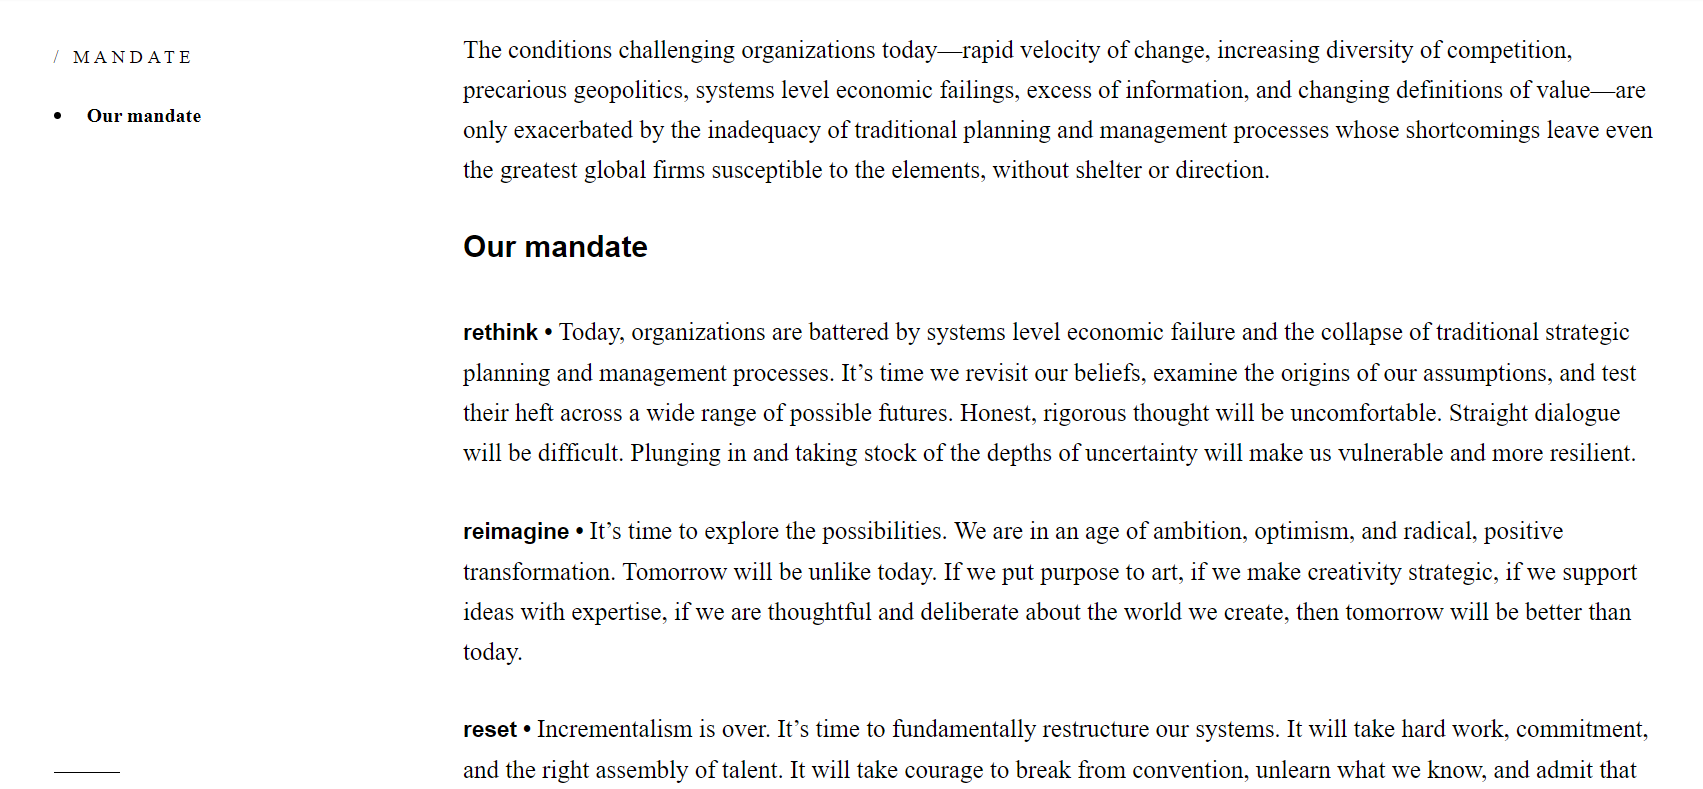 / MANDATE
• Our mandate
The conditions challenging organizations today—rapid velocity of change, increasing diversity of competition,
precarious geopolitics, systems level economic failings, excess of information, and changing definitions of value—are
only exacerbated by the inadequacy of traditional planning and management processes whose shortcomings leave even
the greatest global firms susceptible to the elements, without shelter or direction.
Our mandate
rethink • Today, organizations are battered by systems level economic failure and the collapse of traditional strategic
planning and management processes. It’s time we revisit our beliefs, examine the origins of our assumptions, and test
their heft across a wide range of possible futures. Honest, rigorous thought will be uncomfortable. Straight dialogue
will be difficult. Plunging in and taking stock of the depths of uncertainty will make us vulnerable and more resilient.
reimagine • It’s time to explore the possibilities. We are in an age of ambition, optimism, and radical, positive
transformation. Tomorrow will be unlike today. If we put purpose to art, if we make creativity strategic, if we support
ideas with expertise, if we are thoughtful and deliberate about the world we create, then tomorrow will be better than
today.
reset • Incrementalism is over. It’s time to fundamentally restructure our systems. It will take hard work, commitment,
and the right assembly of talent. It will take courage to break from convention, unlearn what we know, and admit that